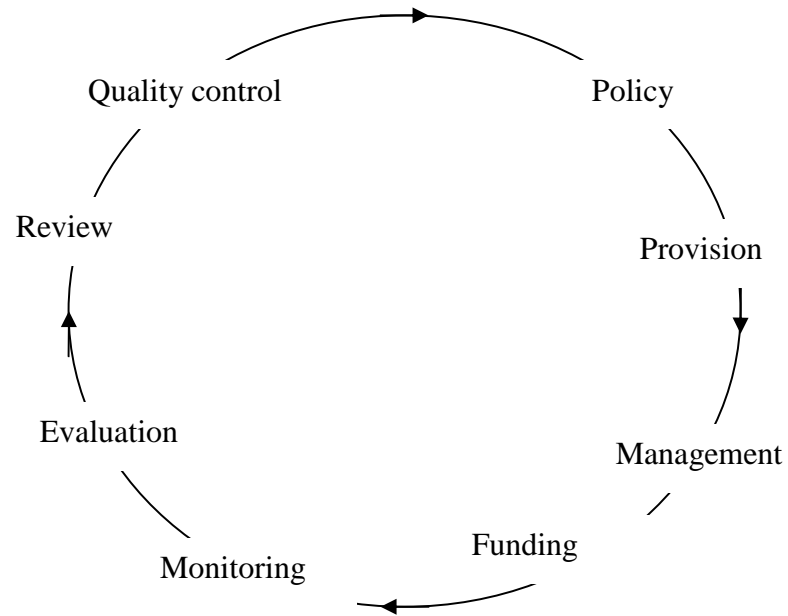 Quality control
Policy
Review
Provision
Evaluation
Management
Funding
Monitoring